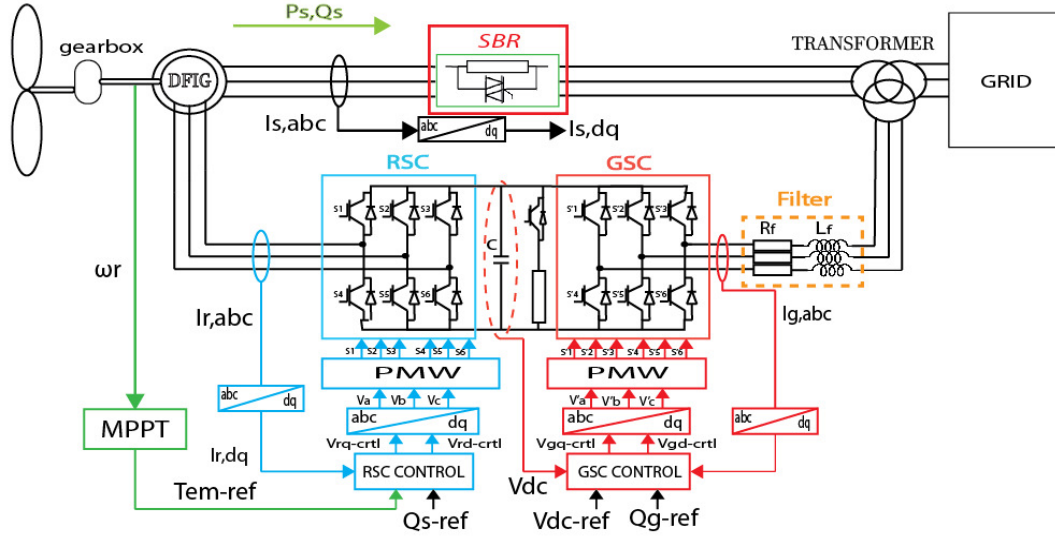 Ps,Qs
gearbox
DFIG
SBR
TRANSFORMER
GRID
Is,abc
abc
dq
Is,dq
RSC
GSC
Filter
S1
S2
S3
S'1
S'2
S'3
Rf
Lf
C
ωr
S4
S5
S6
S'4
S'5
S'6
Ir,abc
Ig,abc
S1
S2
S3
S4
S5
S6
S'1
S'2
S'3
S'4
S'5
S'6
PMW
PMW
Va
Vb
Vc
V'a
V'b
V'c
abc
dq
abc
dq
abc
dq
abc
dq
MPPT
Vrq-crtl
Vrd-crtl
Vgq-crtl
Vgd-crtl
Ir,dq
RSC CONTROL
GSC CONTROL
Tem-ref
Vdc
Qs-ref
Vdc-ref
Qg-ref